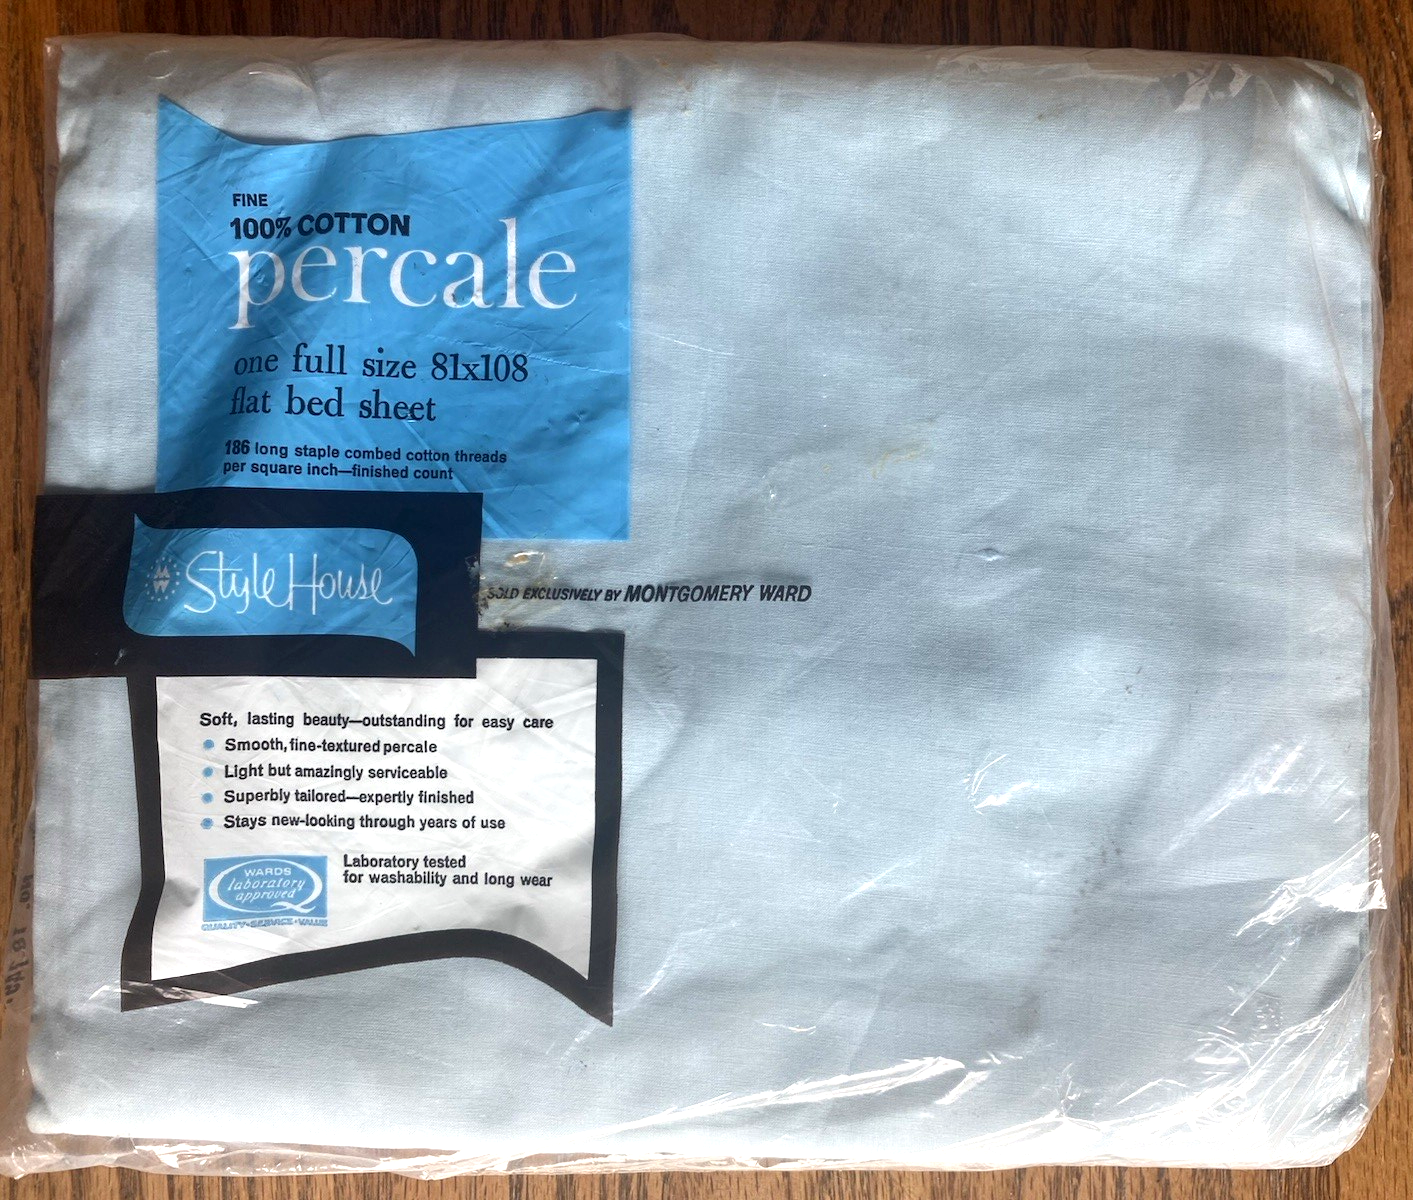 FINE
100% COTTON
percale
one full size 81x108
flat bed sheet
186 long staple combed cotton threads
per square inch—finished count
Style House
SOLD EXCLUSIVELY BY MONTGOMERY WARD
Soft, lasting beauty—outstanding for easy care
Smooth, fine-textured percale
Light but amazingly serviceable
Superbly tailored—expertly finished
Stays new-looking through years of use
WARDS
laboratory
approved
QUALITY•SERVICE•VALUE
Laboratory tested
for washability and long wear